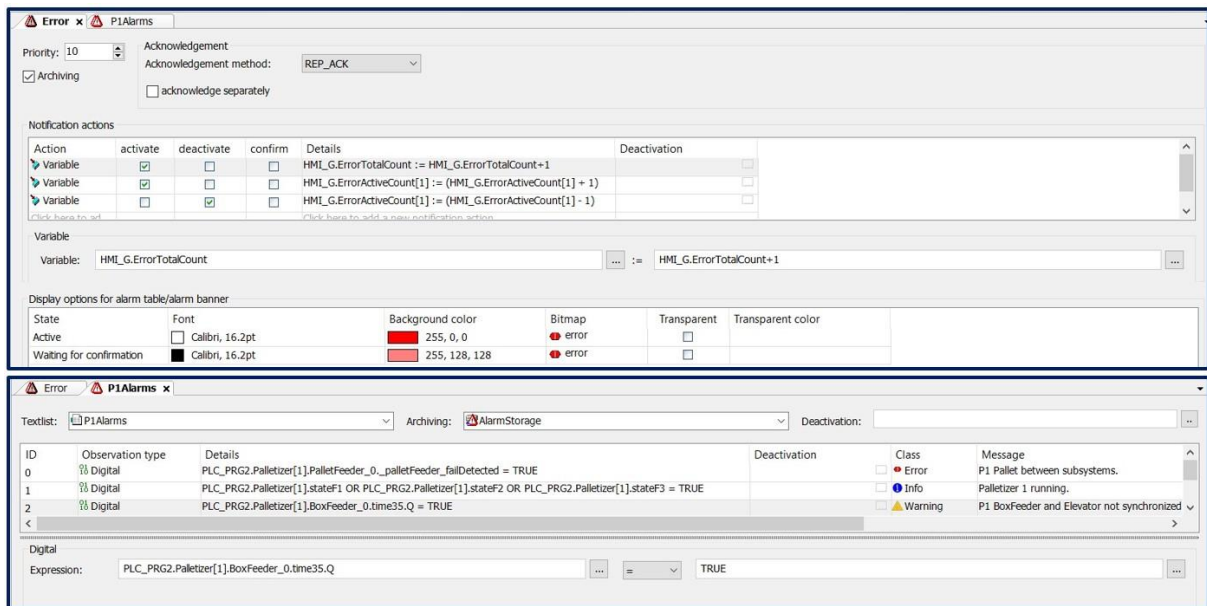 Error x P1Alarms
Priority: 10
Archiving
Acknowledgement
Acknowledgement method: REP_ACK
acknowledge separately
Notification actions
Action activate deactivate confirm Details Deactivation
Variable HMI_G.ErrorTotalCount := HMI_G.ErrorTotalCount+1
Variable HMI_G.ErrorActiveCount[1] := (HMI_G.ErrorActiveCount[1] + 1)
Variable HMI_G.ErrorActiveCount[1] := (HMI_G.ErrorActiveCount[1] - 1)
Click here to ad Click here to add a new notification action
Variable
Variable: HMI_G.ErrorTotalCount ... := HMI_G.ErrorTotalCount+1 ...
Display options for alarm table/alarm banner
State Font Background color Bitmap Transparent Transparent color
Active Calibri, 16.2pt 255, 0, 0 error
Waiting for confirmation Calibri, 16.2pt 255, 128, 128 error
Error P1Alarms x
Textlist: P1Alarms Archiving: AlarmStorage Deactivation: ..
ID Observation type Details Deactivation Class Message
0 Digital PLC_PRG2.Palletizer[1].PalletFeeder_0._palletFeeder_failDetected = TRUE Error P1 Pallet between subsystems.
1 Digital PLC_PRG2.Palletizer[1].stateF1 OR PLC_PRG2.Palletizer[1].stateF2 OR PLC_PRG2.Palletizer[1].stateF3 = TRUE Info Palletizer 1 running.
2 Digital PLC_PRG2.Palletizer[1].BoxFeeder_0.time35.Q = TRUE Warning P1 BoxFeeder and Elevator not synchronized
Digital
Expression: PLC_PRG2.Palletizer[1].BoxFeeder_0.time35.Q ... = TRUE ...